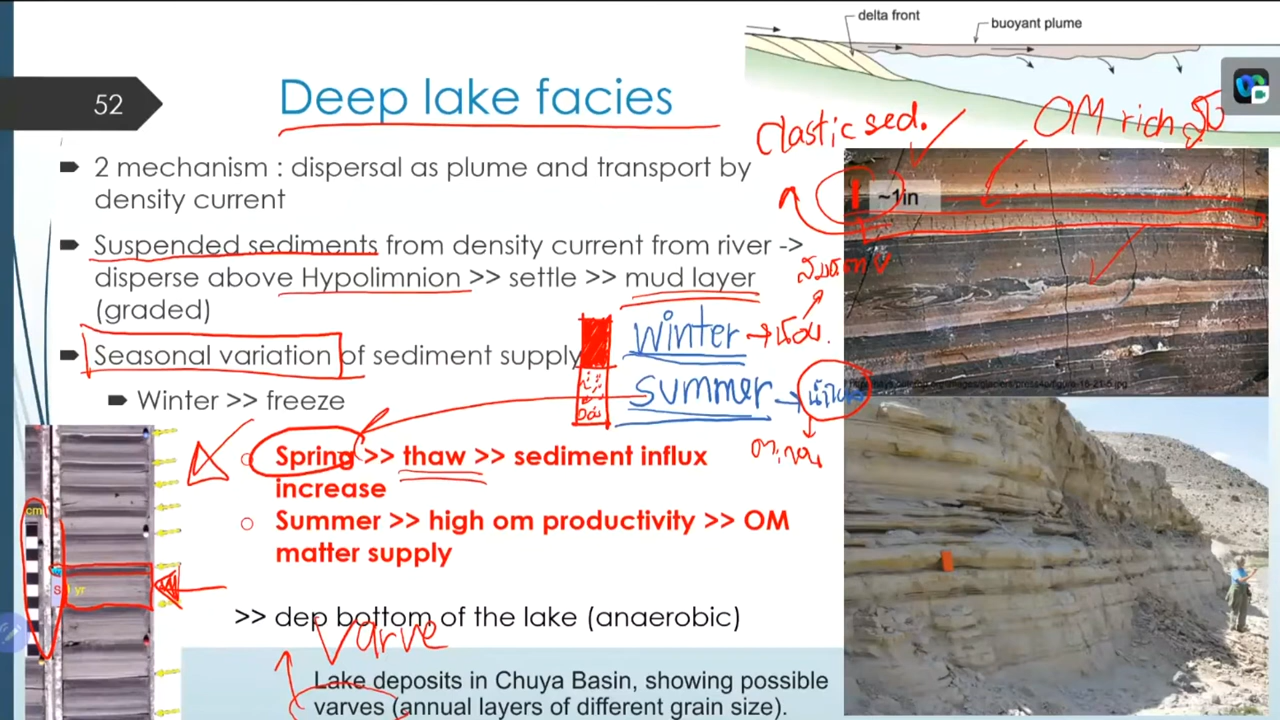 delta front
buoyant plume
52
Deep lake facies
Clastic sed.
OM rich
2 mechanism : dispersal as plume and transport by
density current
~1in
Suspended sediments from density current from river ->
disperse above Hypolimnion >> settle >> mud layer
(graded)
winter
Seasonal variation of sediment supply
summer
Winter >> freeze
Spring >> thaw >> sediment influx
increase
cm
Summer >> high om productivity >> OM
matter supply
S 1 yr
>> dep bottom of the lake (anaerobic)
Varve
Lake deposits in Chuya Basin, showing possible
varves (annual layers of different grain size).